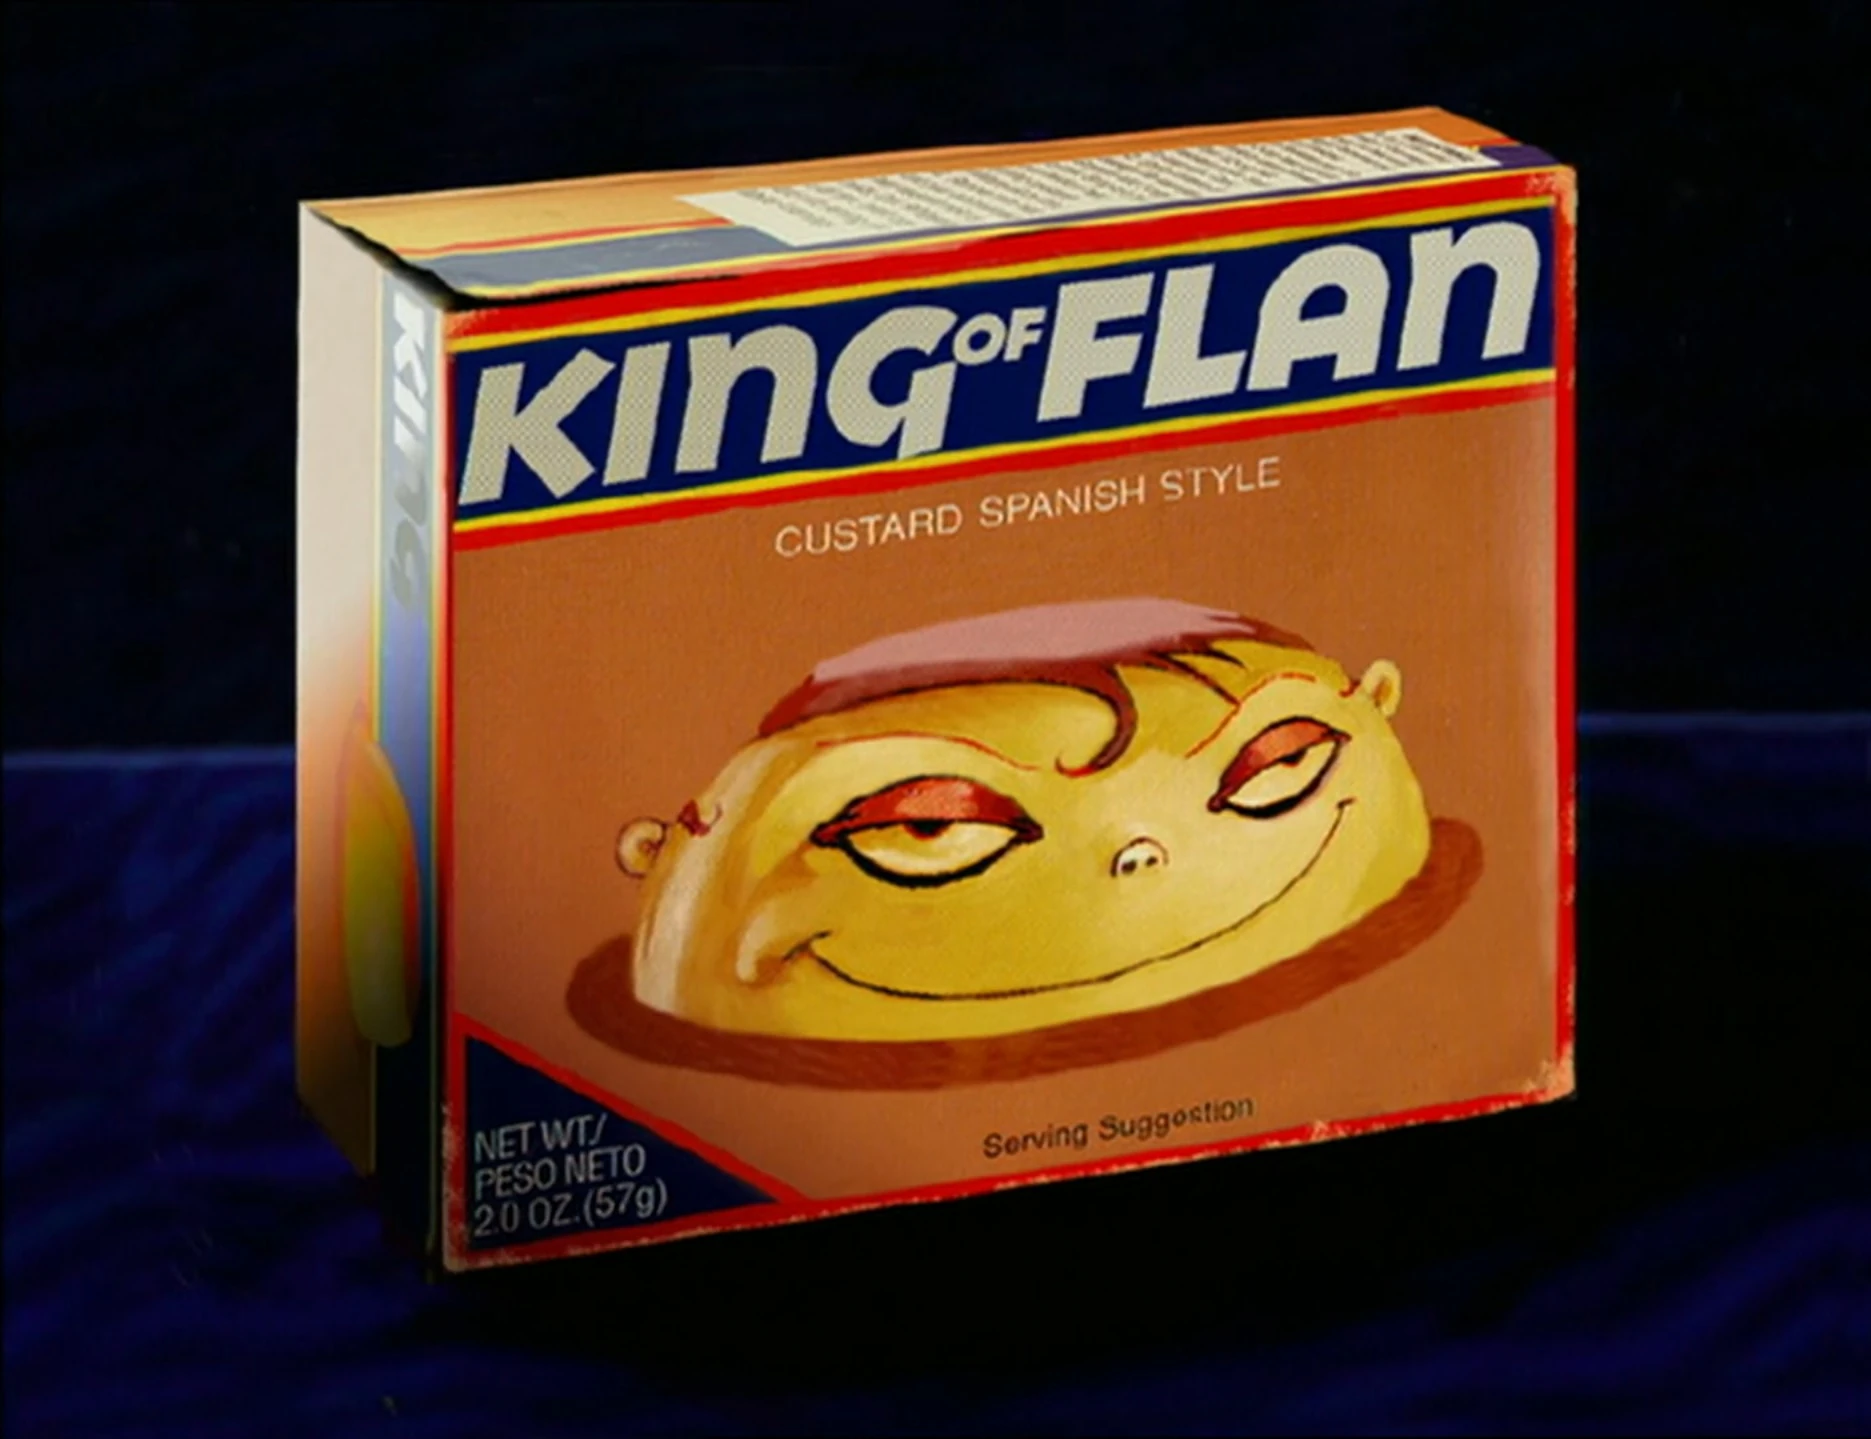 KING OF FLAN
CUSTARD SPANISH STYLE
Serving Suggestion
NET WT./
PESO NETO
2.0 OZ.(57g)
KING